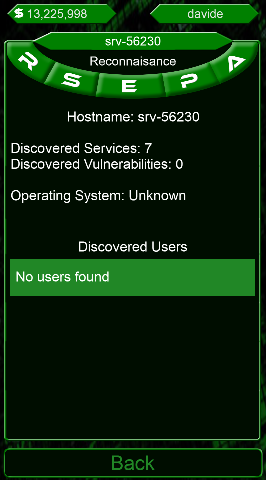 $ 13,225,998
davide
srv-56230
Reconnaisance
R S E P A
Hostname: srv-56230
Discovered Services: 7
Discovered Vulnerabilities: 0
Operating System: Unknown
Discovered Users
No users found
Back